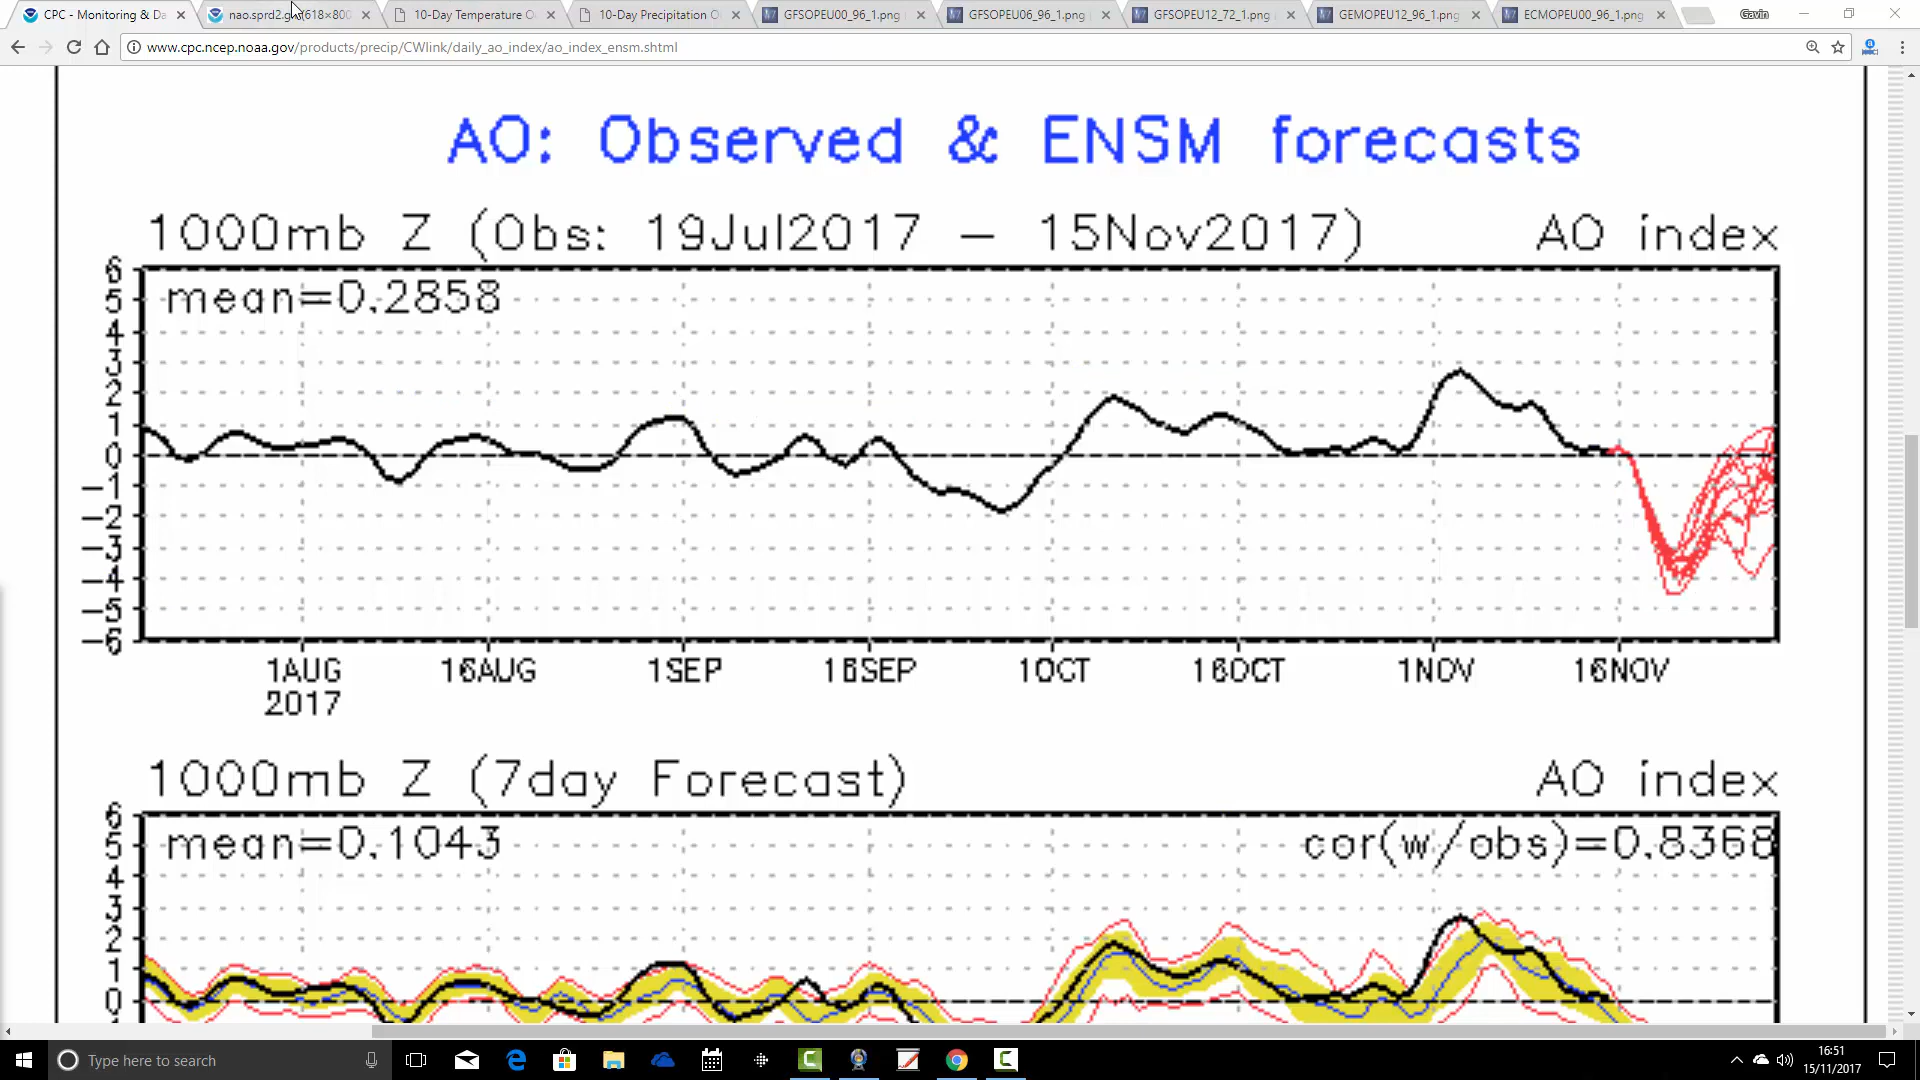 CPC - Monitoring & Da
nao.sprd2.gif (618×800
10-Day Temperature O
10-Day Precipitation O
GFSOPEU00_96_1.png
GFSOPEU06_96_1.png
GFSOPEU12_72_1.png
GEMOPEU12_96_1.png
ECMOPEU00_96_1.png
Gavin
www.cpc.ncep.noaa.gov/products/precip/CWlink/daily_ao_index/ao_index_ensm.shtml
AO: Observed & ENSM forecasts
1000mb Z (Obs: 19Jul2017 – 15Nov2017) AO index
mean=0.2858
6
5
4
3
2
1
0
-1
-2
-3
-4
-5
-6
1AUG 16AUG 1SEP 16SEP 1OCT 16OCT 1NOV 16NOV
2017
1000mb Z (7day Forecast) AO index
mean=0.1043 cor(w/obs)=0.8368
6
5
4
3
2
1
0
Type here to search
16:51
15/11/2017